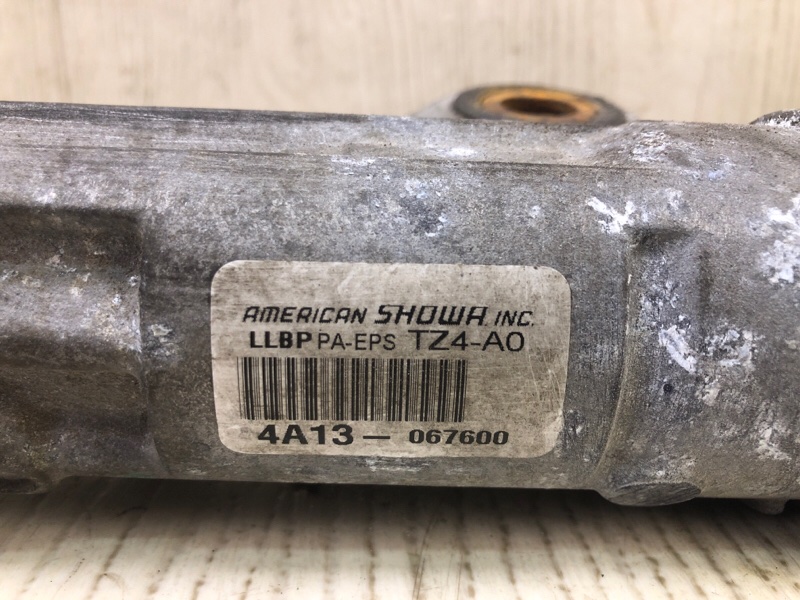 AMERICAN SHOWA, INC.
LLBP PA-EPS TZ4-A0
4A13 - 067600